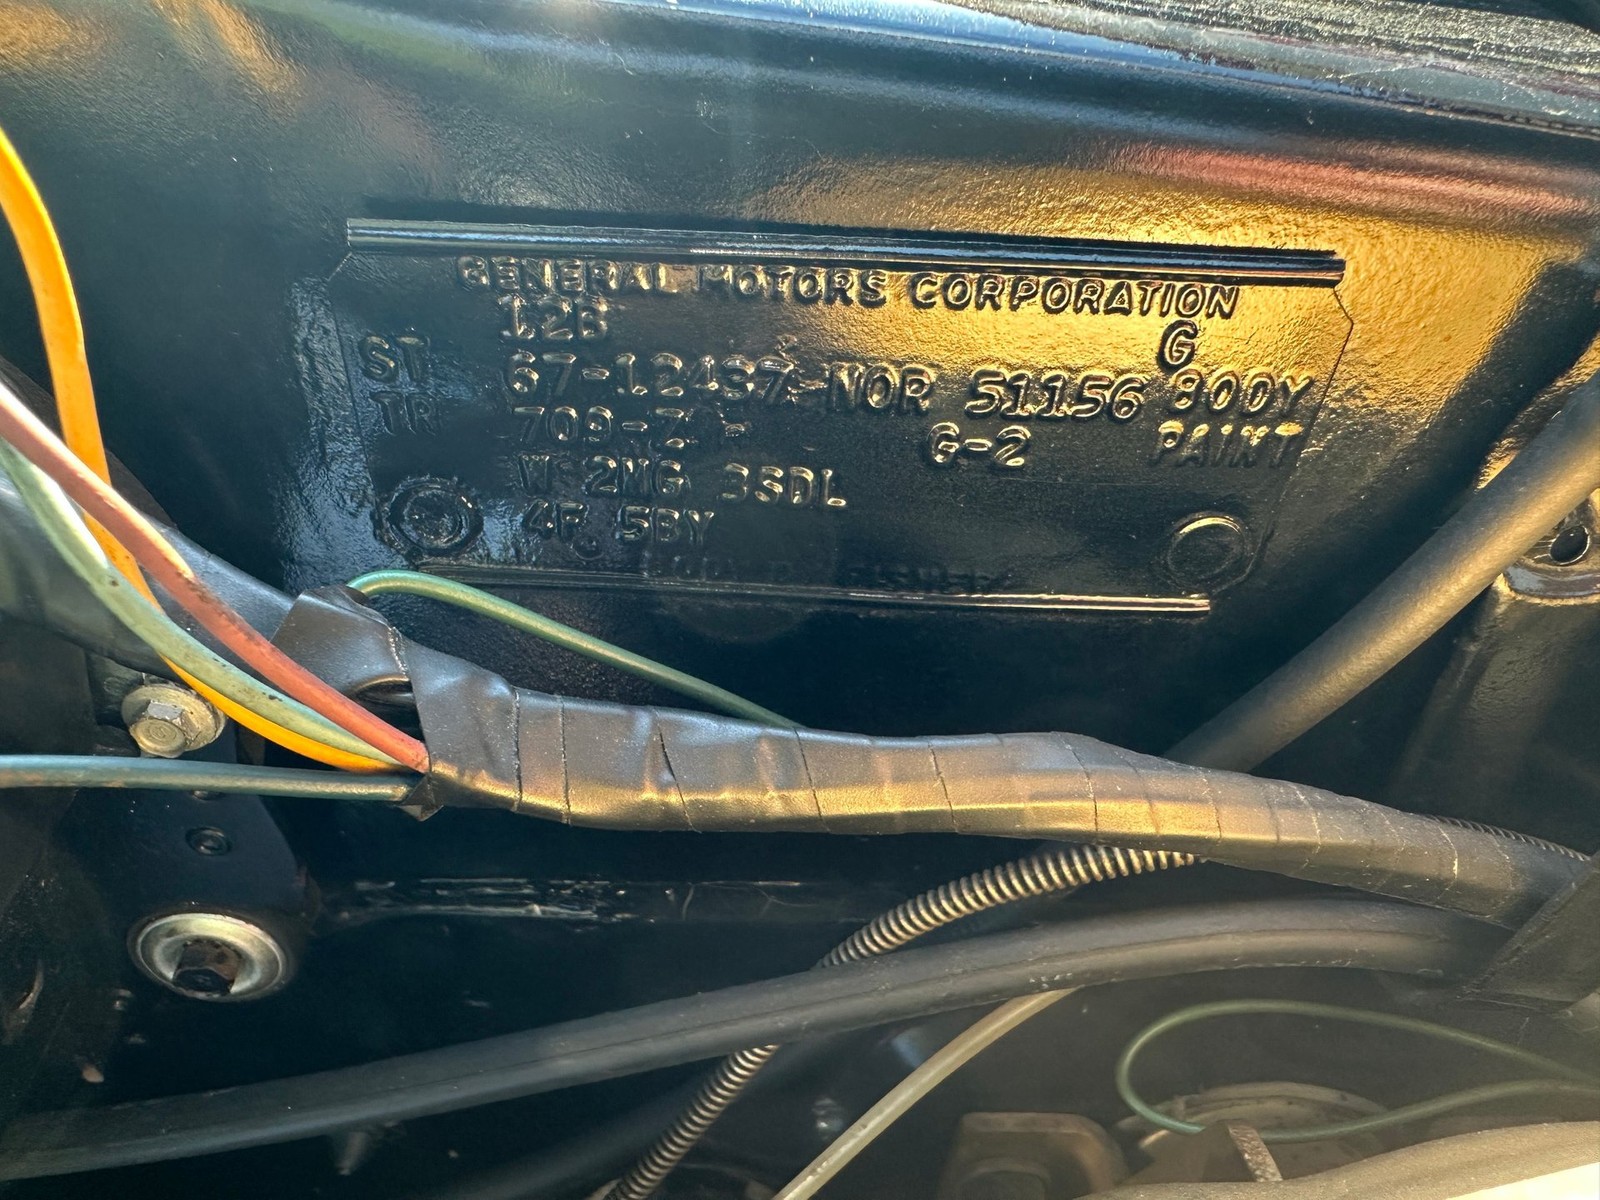 GENERAL MOTORS CORPORATION
12B G
ST 67-12437 NOR 51156 BODY
TR 709-Z G-2 PAINT
W 2MG 3SDL
4F 5BY